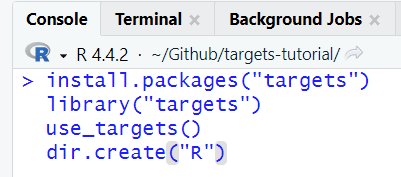 Console Terminal × Background Jobs ×
R R 4.4.2 · ~/Github/targets-tutorial/
> install.packages("targets")
library("targets")
use_targets()
dir.create("R")